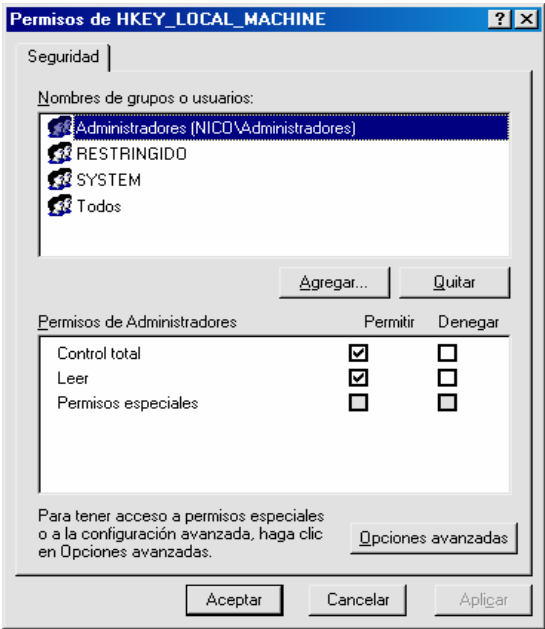 Permisos de HKEY_LOCAL_MACHINE
Seguridad
Nombres de grupos o usuarios:
Administradores (NICO\Administradores)
RESTRINGIDO
SYSTEM
Todos
Agregar... Quitar
Permisos de Administradores Permitir Denegar
Control total
Leer
Permisos especiales
Para tener acceso a permisos especiales
o a la configuración avanzada, haga clic
en Opciones avanzadas.
Opciones avanzadas
Aceptar Cancelar Aplicar